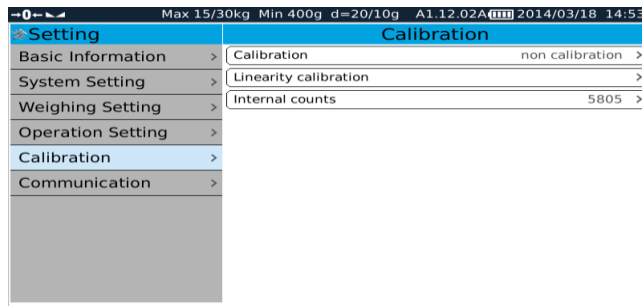 →0← Max 15/30kg Min 400g d=20/10g A1.12.02A 2014/03/18 14:53
Setting
Calibration
Basic Information >
System Setting >
Weighing Setting >
Operation Setting >
Calibration >
Communication >
Calibration non calibration >
Linearity calibration >
Internal counts 5805 >